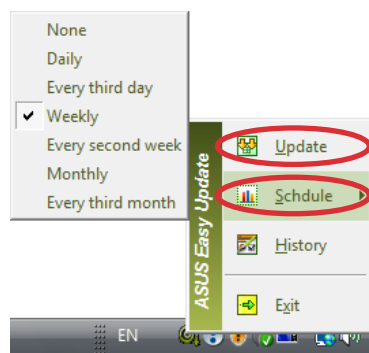 None
Daily
Every third day
Weekly
Every second week
Monthly
Every third month
ASUS Easy Update
Update
Schdule
History
Exit
EN